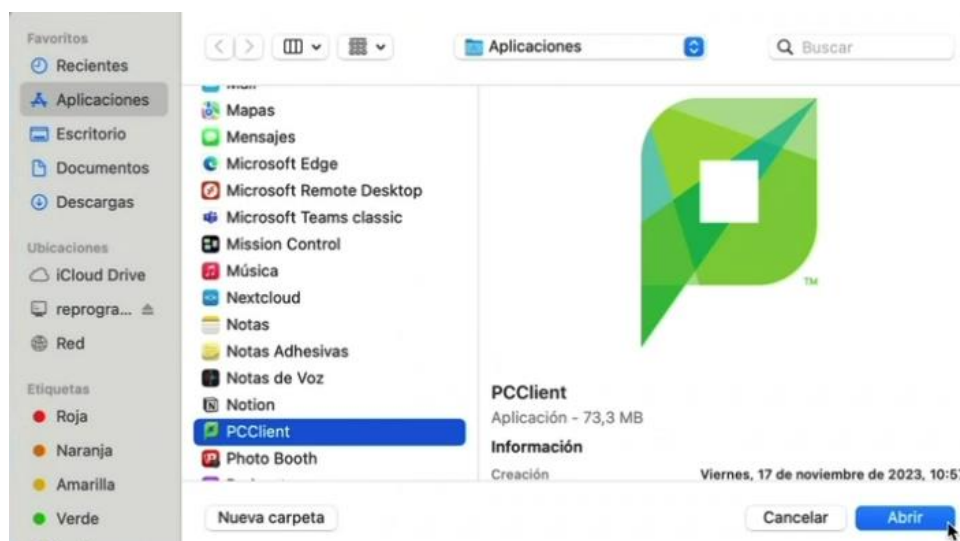 Favoritos
Recientes
Aplicaciones
Escritorio
Documentos
Descargas
Ubicaciones
iCloud Drive
reprogra...
Red
Etiquetas
Roja
Naranja
Amarilla
Verde
Aplicaciones
Buscar
Mapas
Mensajes
Microsoft Edge
Microsoft Remote Desktop
Microsoft Teams classic
Mission Control
Música
Nextcloud
Notas
Notas Adhesivas
Notas de Voz
Notion
PCClient
Photo Booth
TM
PCClient
Aplicación - 73,3 MB
Información
Creación Viernes, 17 de noviembre de 2023, 10:57
Nueva carpeta
Cancelar
Abrir